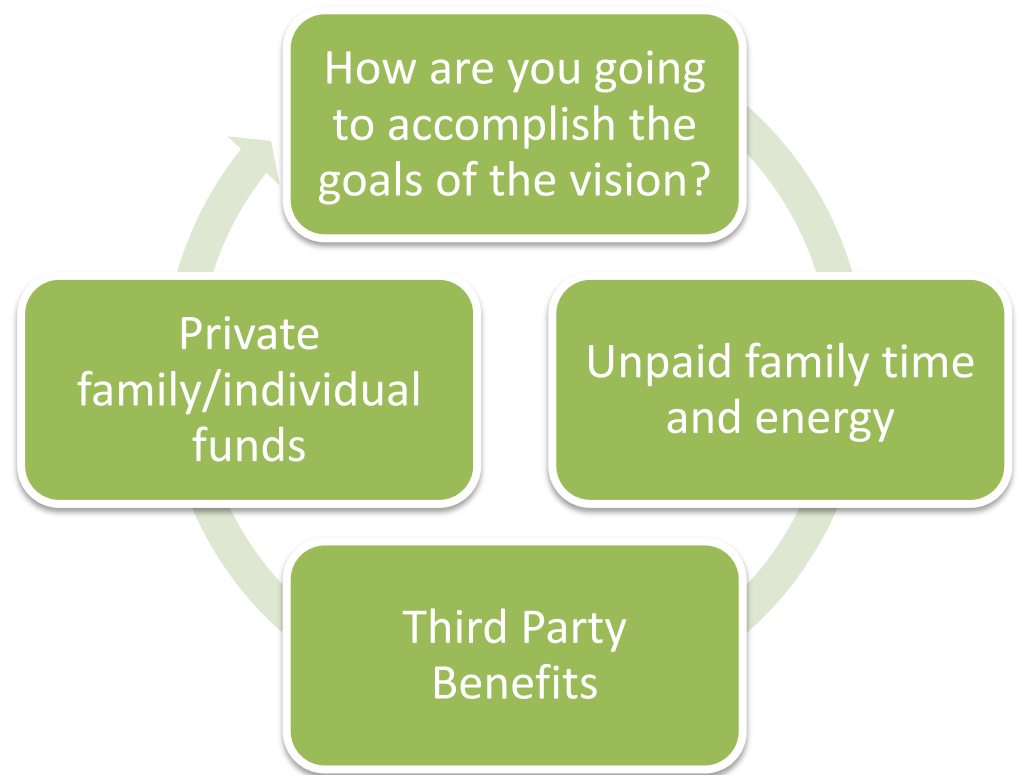 How are you going
to accomplish the
goals of the vision?
Private
family/individual
funds
Unpaid family time
and energy
Third Party
Benefits